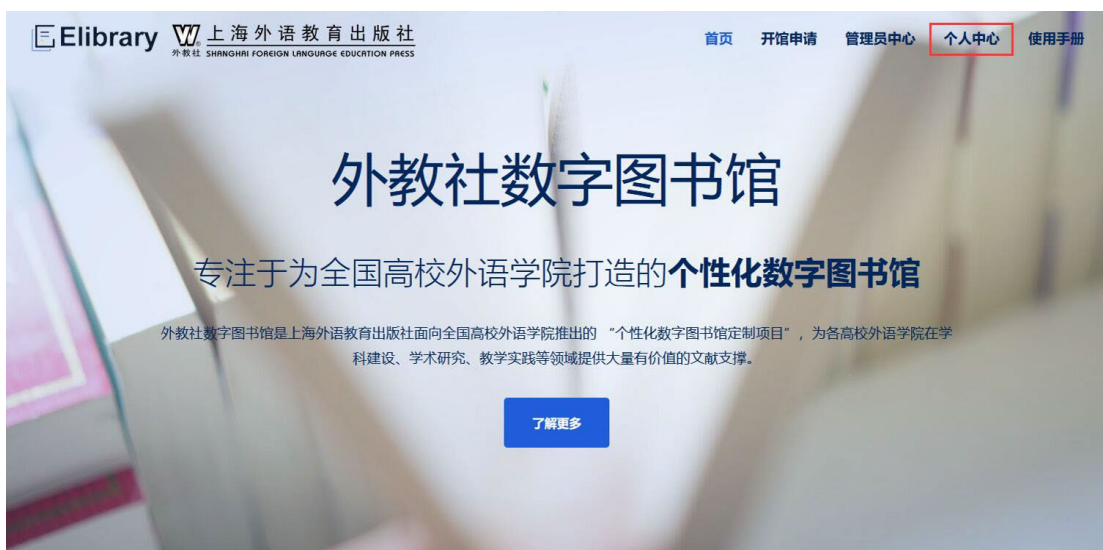 Elibrary
外教社
上海外语教育出版社
SHANGHAI FOREIGN LANGUAGE EDUCATION PRESS
首页 开馆申请 管理员中心 个人中心 使用手册
外教社数字图书馆
专注于为全国高校外语学院打造的个性化数字图书馆
外教社数字图书馆是上海外语教育出版社面向全国高校外语学院推出的 “个性化数字图书馆定制项目” ，为各高校外语学院在学
科建设、学术研究、教学实践等领域提供大量有价值的文献支撑。
了解更多